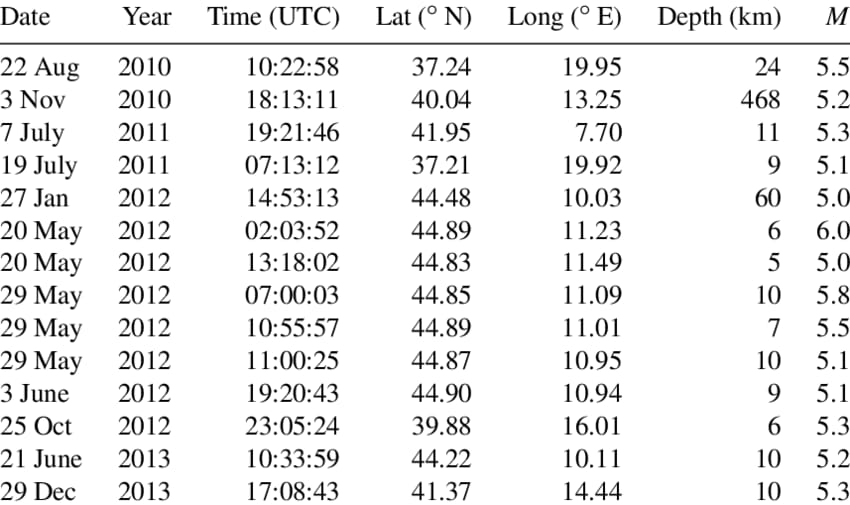 Date Year Time (UTC) Lat (° N) Long (° E) Depth (km) M
22 Aug 2010 10:22:58 37.24 19.95 24 5.5
3 Nov 2010 18:13:11 40.04 13.25 468 5.2
7 July 2011 19:21:46 41.95 7.70 11 5.3
19 July 2011 07:13:12 37.21 19.92 9 5.1
27 Jan 2012 14:53:13 44.48 10.03 60 5.0
20 May 2012 02:03:52 44.89 11.23 6 6.0
20 May 2012 13:18:02 44.83 11.49 5 5.0
29 May 2012 07:00:03 44.85 11.09 10 5.8
29 May 2012 10:55:57 44.89 11.01 7 5.5
29 May 2012 11:00:25 44.87 10.95 10 5.1
3 June 2012 19:20:43 44.90 10.94 9 5.1
25 Oct 2012 23:05:24 39.88 16.01 6 5.3
21 June 2013 10:33:59 44.22 10.11 10 5.2
29 Dec 2013 17:08:43 41.37 14.44 10 5.3